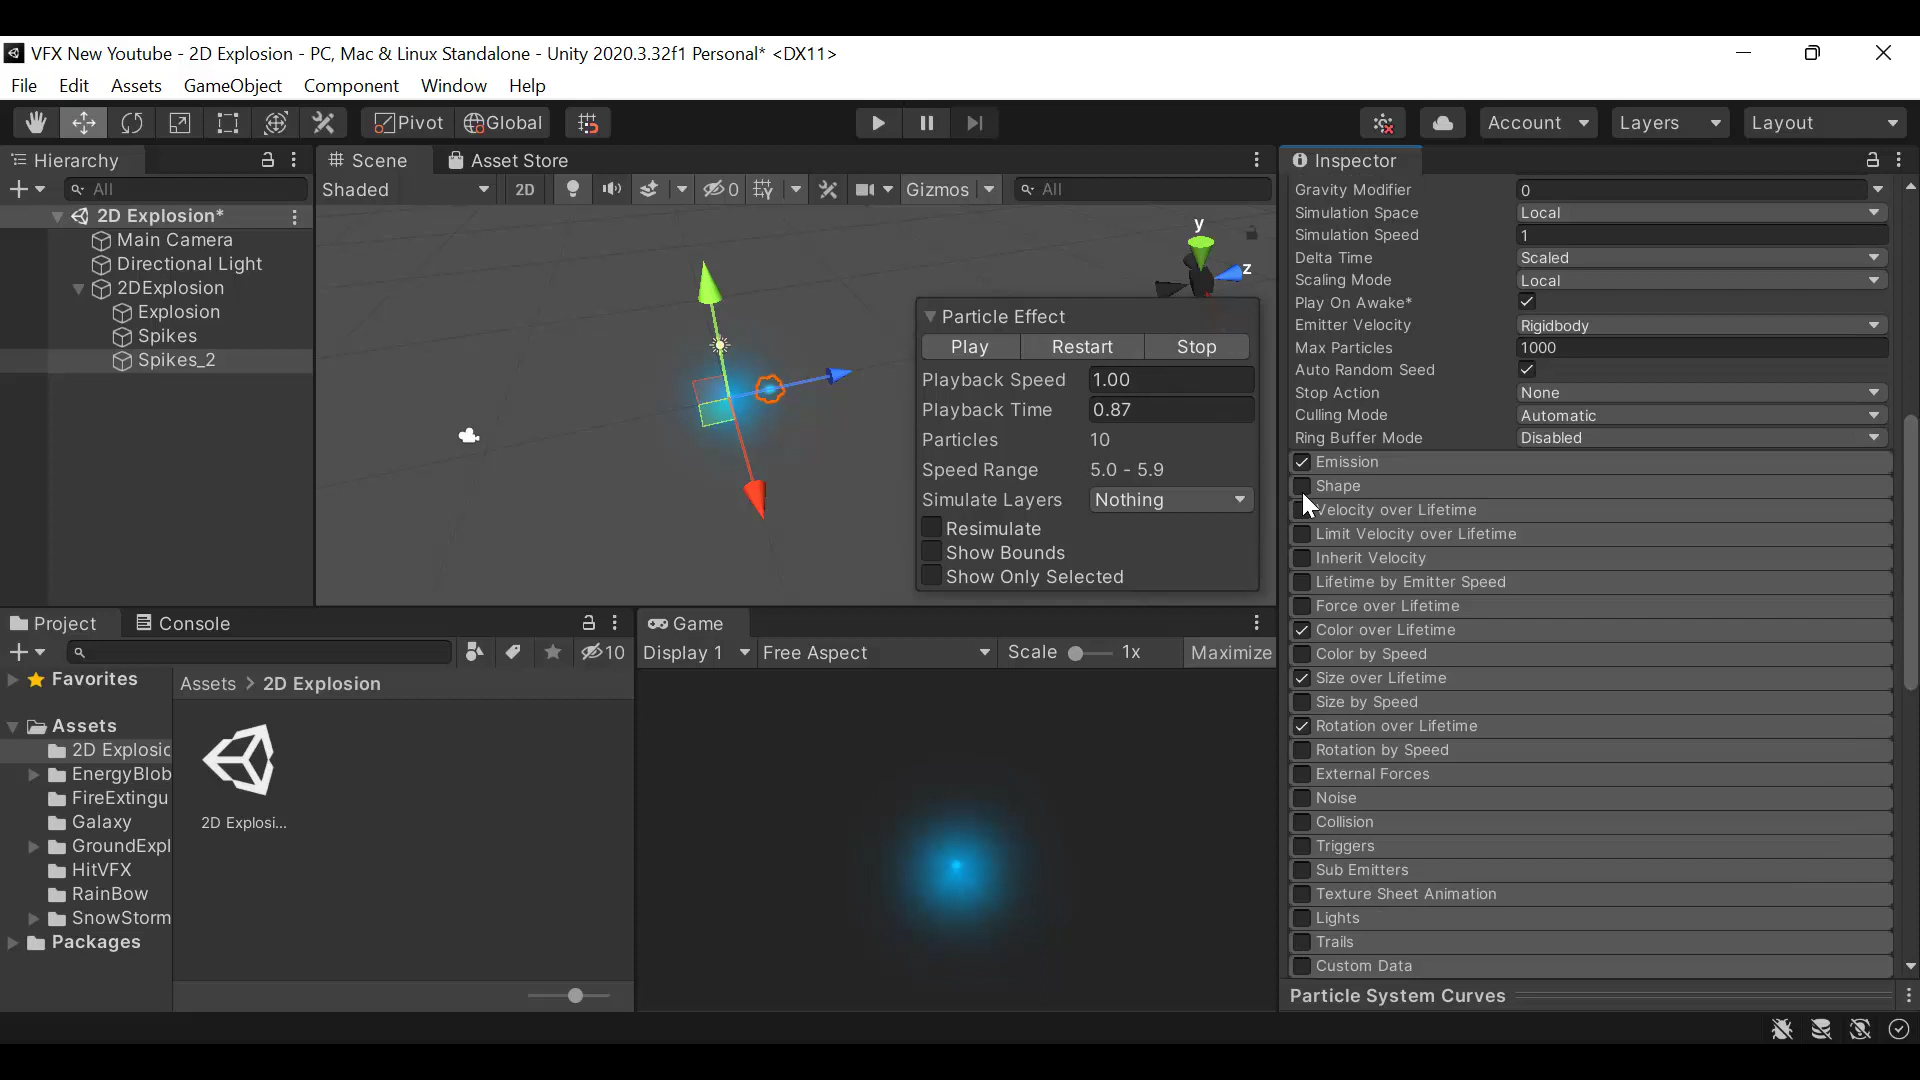 VFX New Youtube - 2D Explosion - PC, Mac & Linux Standalone - Unity 2020.3.32f1 Personal* <DX11>
File Edit Assets GameObject Component Window Help
Pivot Global Account Layers Layout
Hierarchy
All
2D Explosion*
Main Camera
Directional Light
2DExplosion
Explosion
Spikes
Spikes_2
Scene Asset Store
Shaded 2D 0 Gizmos All
y
z
Particle Effect
Play Restart Stop
Playback Speed 1.00
Playback Time 0.87
Particles 10
Speed Range 5.0 - 5.9
Simulate Layers Nothing
Resimulate
Show Bounds
Show Only Selected
Inspector
Gravity Modifier 0
Simulation Space Local
Simulation Speed 1
Delta Time Scaled
Scaling Mode Local
Play On Awake*
Emitter Velocity Rigidbody
Max Particles 1000
Auto Random Seed
Stop Action None
Culling Mode Automatic
Ring Buffer Mode Disabled
Emission
Shape
Velocity over Lifetime
Limit Velocity over Lifetime
Inherit Velocity
Lifetime by Emitter Speed
Force over Lifetime
Color over Lifetime
Color by Speed
Size over Lifetime
Size by Speed
Rotation over Lifetime
Rotation by Speed
External Forces
Noise
Collision
Triggers
Sub Emitters
Texture Sheet Animation
Lights
Trails
Custom Data
Particle System Curves
Project Console
10
Favorites
Assets
2D Explosic
EnergyBlob
FireExtingu
Galaxy
GroundExpl
HitVFX
RainBow
SnowStorm
Packages
Assets > 2D Explosion
2D Explosi...
Game
Display 1 Free Aspect Scale 1x Maximize